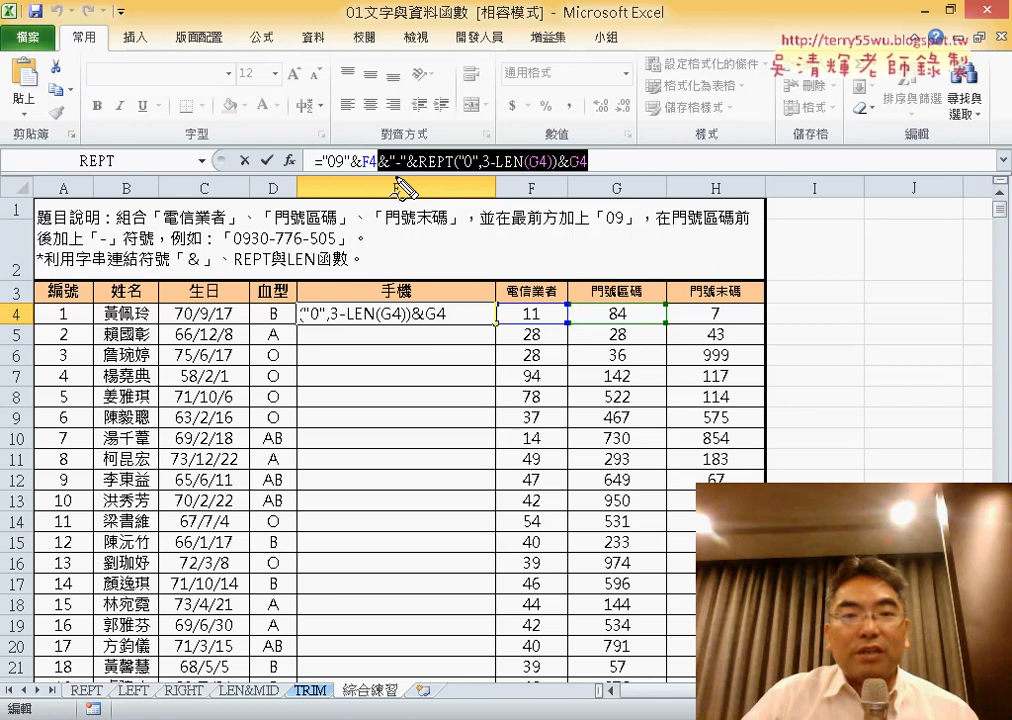 01文字與資料函數 [相容模式] - Microsoft Excel
檔案 常用 插入 版面配置 公式 資料 校閱 檢視 開發人員 增益集 小組
http://terry55wu.blogspot.tw
吳清輝老師錄製
貼上 12 通用格式 設定格式化的條件 插入
B I U 中 $ % , 格式化為表格 刪除 排序與篩選 尋找與
儲存格樣式 格式 選取
剪貼簿 字型 對齊方式 數值 樣式 儲存格 編輯
REPT ="09"&F4&"-"&REPT("0",3-LEN(G4))&G4
A B C D F G H I J
1 題目說明:組合「電信業者」、「門號區碼」、「門號末碼」,並在最前方加上「09」,在門號區碼前
後加上「-」符號,例如:「0930-776-505」。
2 *利用字串連結符號「&」、REPT與LEN函數。
3 編號 姓名 生日 血型 手機 電信業者 門號區碼 門號末碼
4 1 黃佩玲 70/9/17 B ("0",3-LEN(G4))&G4 11 84 7
5 2 賴國彰 66/12/8 A 28 28 43
6 3 詹琬婷 75/6/17 O 28 36 999
7 4 楊堯典 58/2/1 O 94 142 117
8 5 姜雅琪 71/10/6 O 78 522 114
9 6 陳毅聰 63/2/16 O 37 467 575
10 7 湯千葦 69/2/18 AB 14 730 854
11 8 柯昆宏 73/12/22 A 49 293 183
12 9 李東益 65/6/11 AB 47 649 67
13 10 洪秀芳 70/2/22 AB 42 950
14 11 梁書維 67/7/4 O 54 531
15 12 陳沅竹 66/1/17 B 40 233
16 13 劉珈妤 72/3/8 O 39 974
17 14 顏逸琪 71/10/14 B 46 596
18 15 林宛霓 73/4/21 A 44 144
19 16 郭雅芬 69/6/30 A 42 534
20 17 方鈞儀 71/3/15 AB 40 791
21 18 黃馨慧 68/5/5 B 39 57
REPT LEFT RIGHT LEN&MID TRIM 綜合練習
編輯